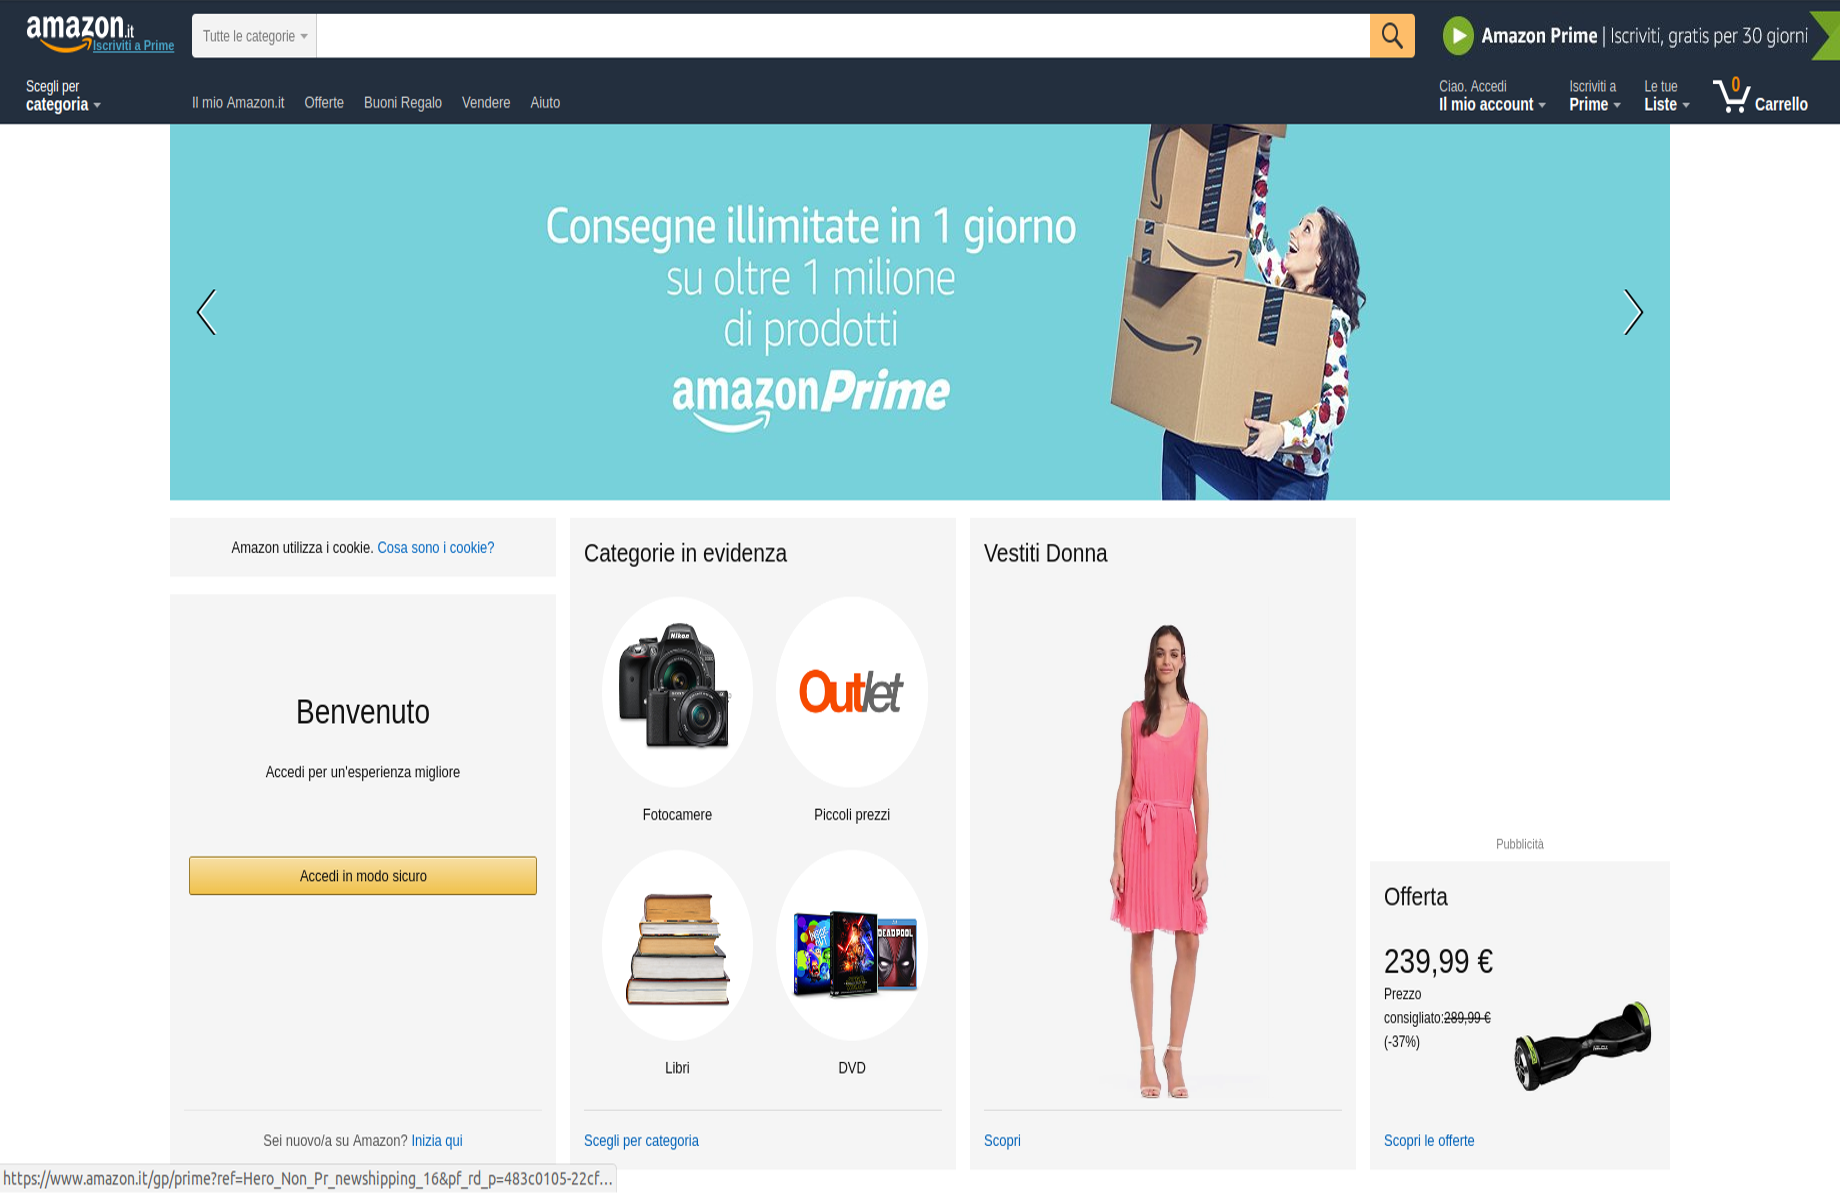 amazon.it
Iscriviti a Prime
Tutte le categorie
Amazon Prime | Iscriviti, gratis per 30 giorni
Scegli per
categoria
Il mio Amazon.it
Offerte
Buoni Regalo
Vendere
Aiuto
Ciao. Accedi
Il mio account
Iscriviti a
Prime
Le tue
Liste
0
Carrello
Consegne illimitate in 1 giorno
su oltre 1 milione
di prodotti
amazonPrime
Amazon utilizza i cookie. Cosa sono i cookie?
Benvenuto
Accedi per un'esperienza migliore
Accedi in modo sicuro
Sei nuovo/a su Amazon? Inizia qui
Categorie in evidenza
Nikon
Outlet
Fotocamere
Piccoli prezzi
DEADPOOL
Libri
DVD
Scegli per categoria
Vestiti Donna
Scopri
Pubblicità
Offerta
239,99 €
Prezzo
consigliato:289,99 €
(-37%)
Scopri le offerte
https://www.amazon.it/gp/prime?ref=Hero_Non_Pr_newshipping_16&pf_rd_p=483c0105-22cf...